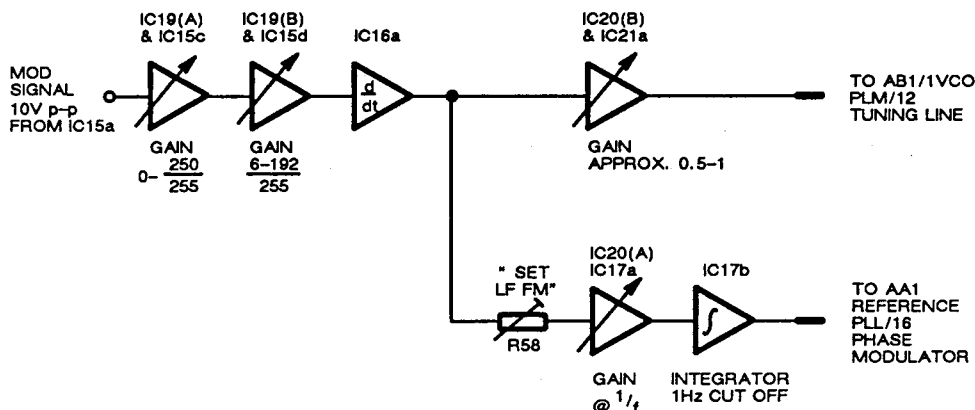 IC19(A)
& IC15c
IC19(B)
& IC15d
IC16a
IC20(B)
& IC21a
MOD
SIGNAL
10V p-p
FROM IC15a
d
dt
TO AB1/1VCO
PLM/12
TUNING LINE
GAIN
0- 250
255
GAIN
6-192
255
GAIN
APPROX. 0.5-1
" SET
LF FM"
R58
IC20(A)
IC17a
IC17b
∫
TO AA1
REFERENCE
PLL/16
PHASE
MODULATOR
GAIN
@ 1/f
INTEGRATOR
1Hz CUT OFF